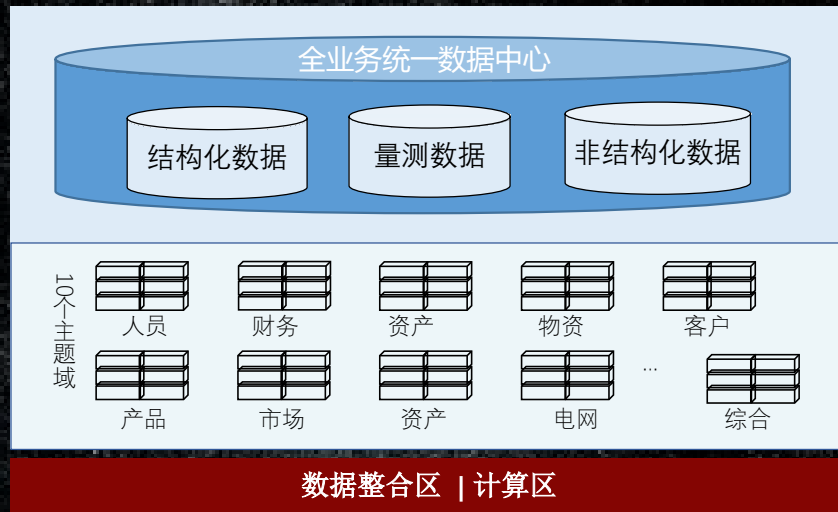 全业务统一数据中心
结构化数据
量测数据
非结构化数据
10个主题域
人员
财务
资产
物资
客户
产品
市场
资产
电网
...
综合
数据整合区 | 计算区